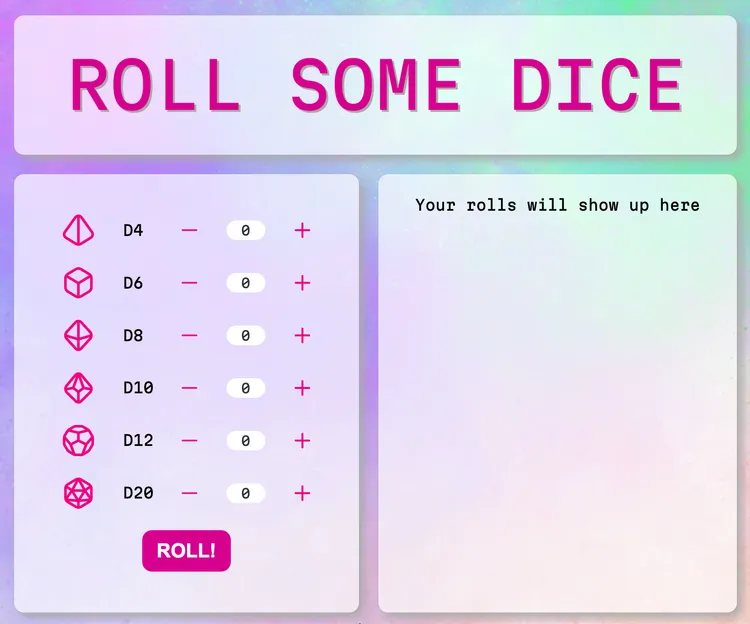 ROLL SOME DICE
D4 — 0 +
D6 — 0 +
D8 — 0 +
D10 — 0 +
D12 — 0 +
D20 — 0 +
ROLL!
Your rolls will show up here